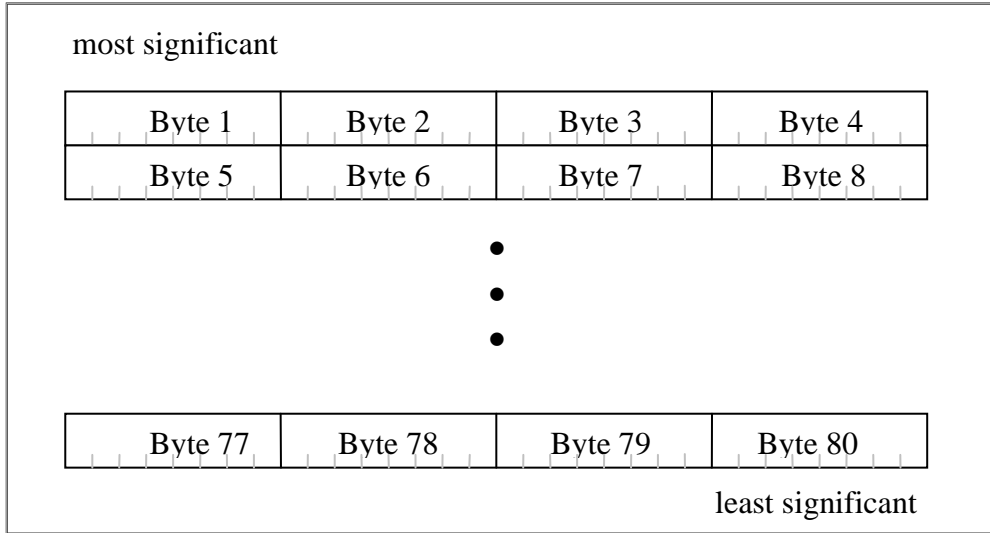 most significant
Byte 1 Byte 2 Byte 3 Byte 4
Byte 5 Byte 6 Byte 7 Byte 8
Byte 77 Byte 78 Byte 79 Byte 80
least significant